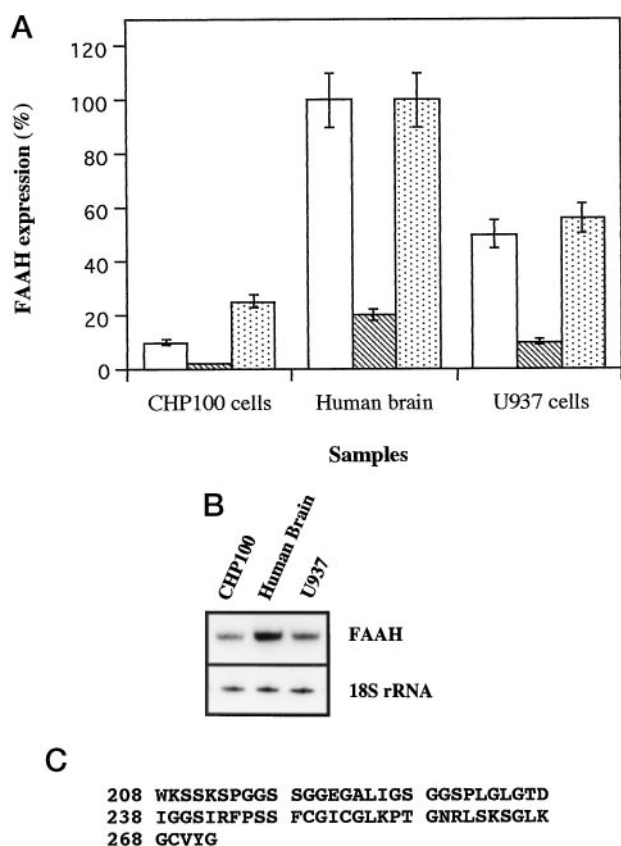 A
FAAH expression (%)
120
100
80
60
40
20
0
CHP100 cells Human brain U937 cells
Samples
B
CHP100 Human Brain U937
FAAH
18S rRNA
C
208 WKSSKSPGGS SGGEGALIGS GGSPLGLGTD
238 IGGSIRFPSS FCGICGLKPT GNRLSKSGLK
268 GCVYG